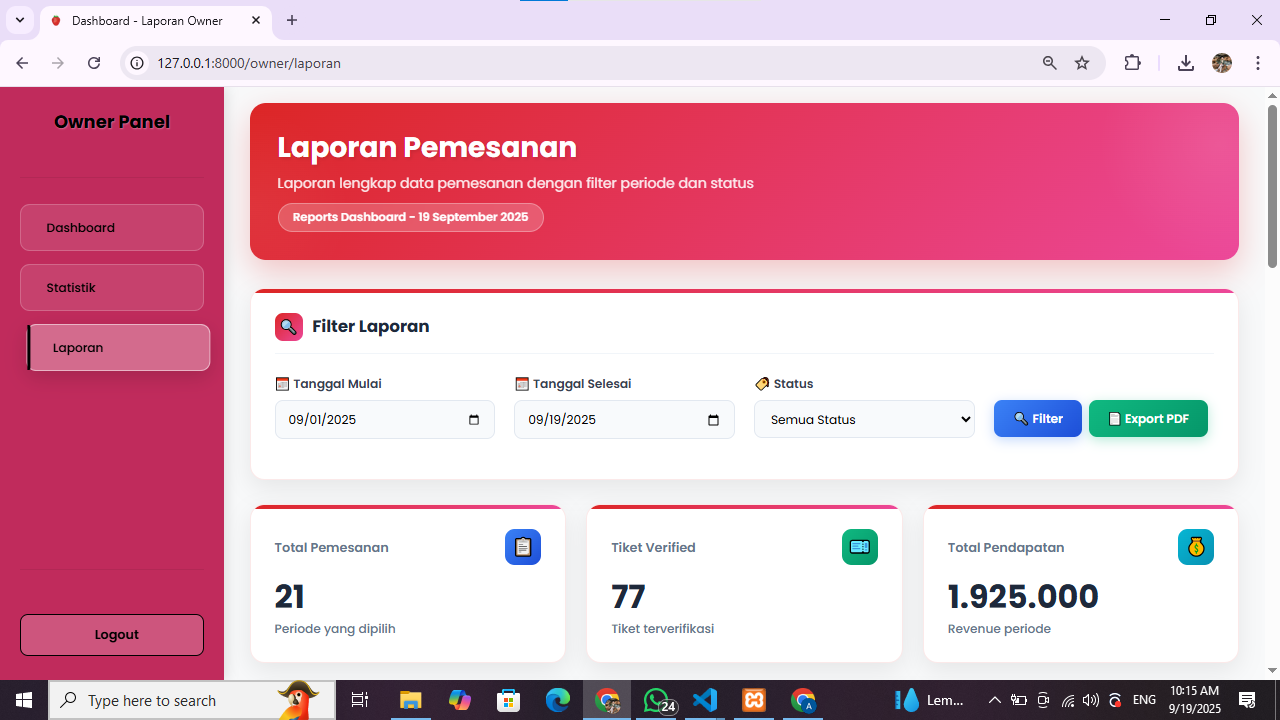 Dashboard - Laporan Owner
127.0.0.1:8000/owner/laporan
Owner Panel
Dashboard
Statistik
Laporan
Logout
Laporan Pemesanan
Laporan lengkap data pemesanan dengan filter periode dan status
Reports Dashboard - 19 September 2025
Filter Laporan
Tanggal Mulai
09/01/2025
Tanggal Selesai
09/19/2025
Status
Semua Status
Filter
Export PDF
Total Pemesanan
21
Periode yang dipilih
Tiket Verified
77
Tiket terverifikasi
Total Pendapatan
1.925.000
Revenue periode
Type here to search
24
A
Lem...
ENG
10:15 AM
9/19/2025